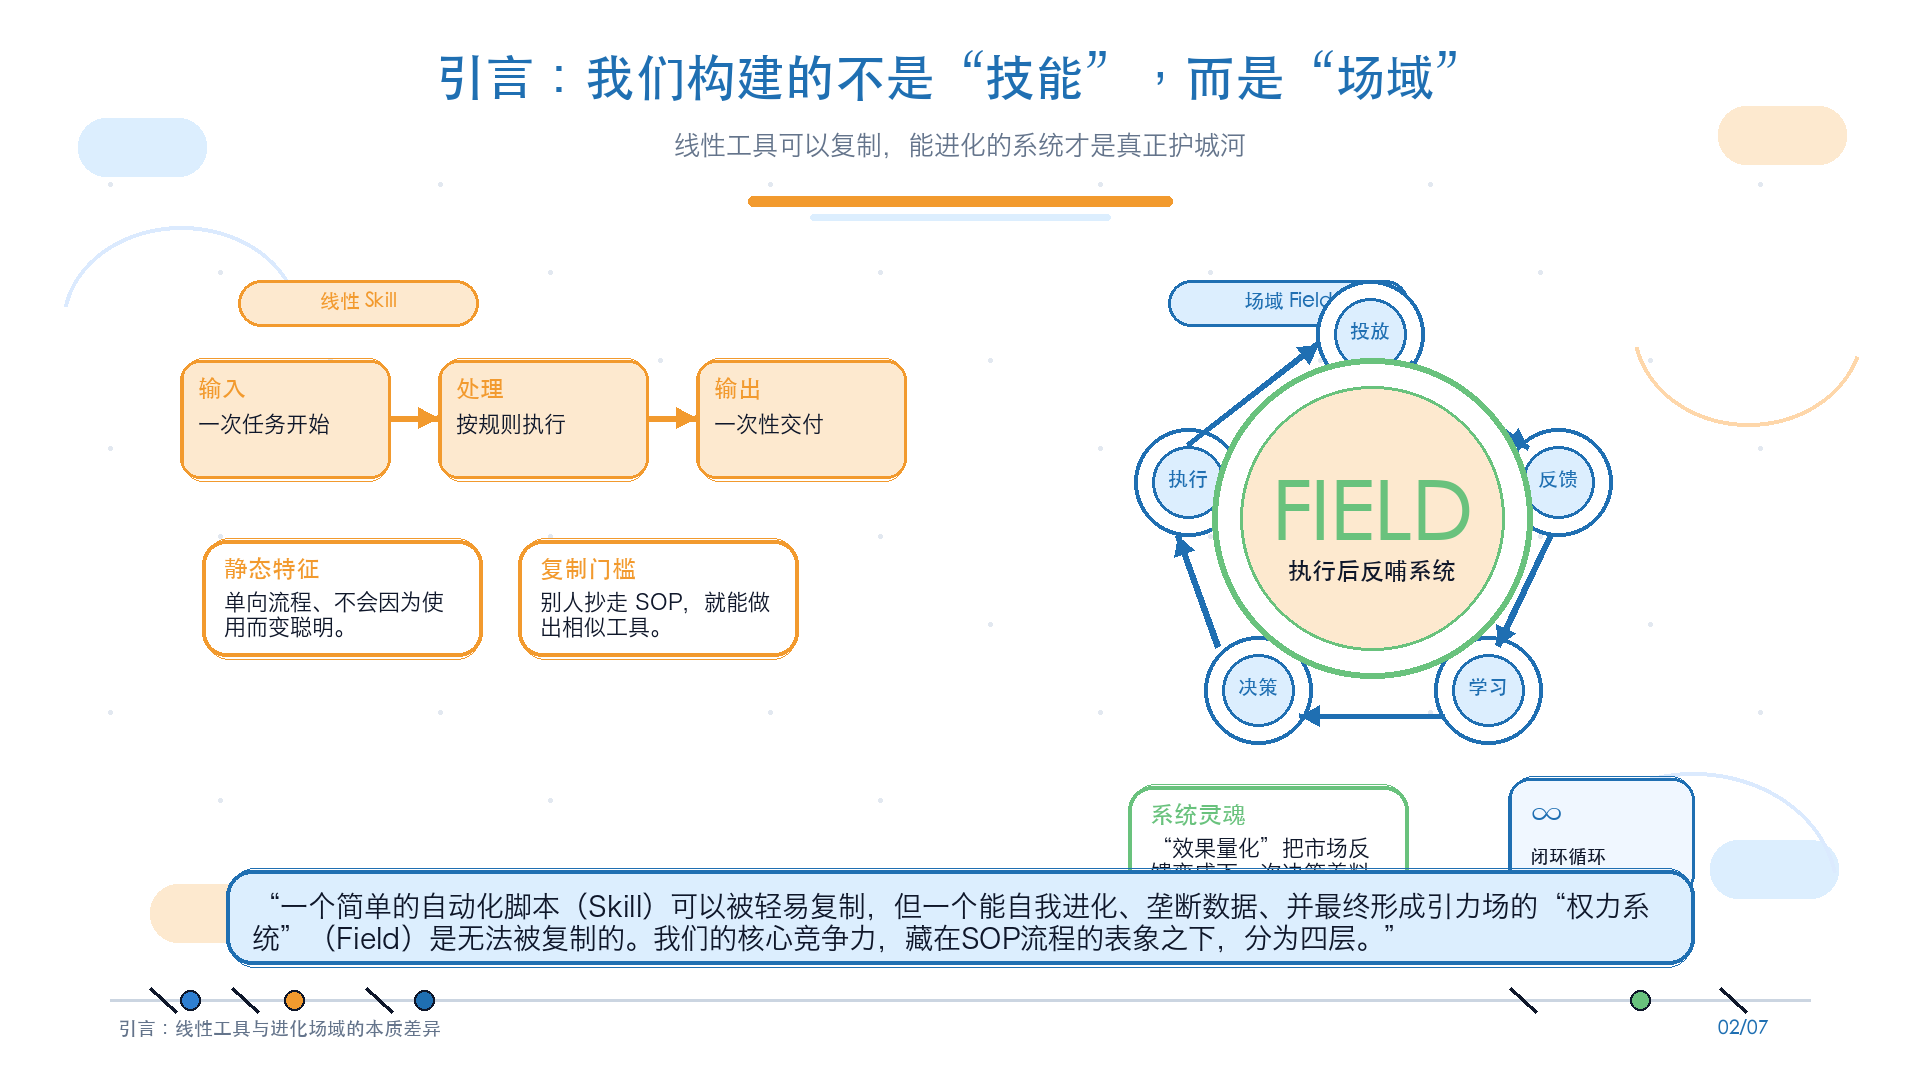 引言：我们构建的不是“技能”，而是“场域”
线性工具可以复制，能进化的系统才是真正护城河
线性 Skill
输入
一次任务开始
处理
按规则执行
输出
一次性交付
静态特征
单向流程、不会因为使
用而变聪明。
复制门槛
别人抄走 SOP，就能做
出相似工具。
场域 Field
投放
执行
反馈
FIELD
执行后反哺系统
决策
学习
系统灵魂
“效果量化”把市场反
馈变成下一次决策养料
∞
闭环循环
“一个简单的自动化脚本（Skill）可以被轻易复制，但一个能自我进化、垄断数据、并最终形成引力场的“权力系
统”（Field）是无法被复制的。我们的核心竞争力，藏在SOP流程的表象之下，分为四层。”
引言：线性工具与进化场域的本质差异
02/07